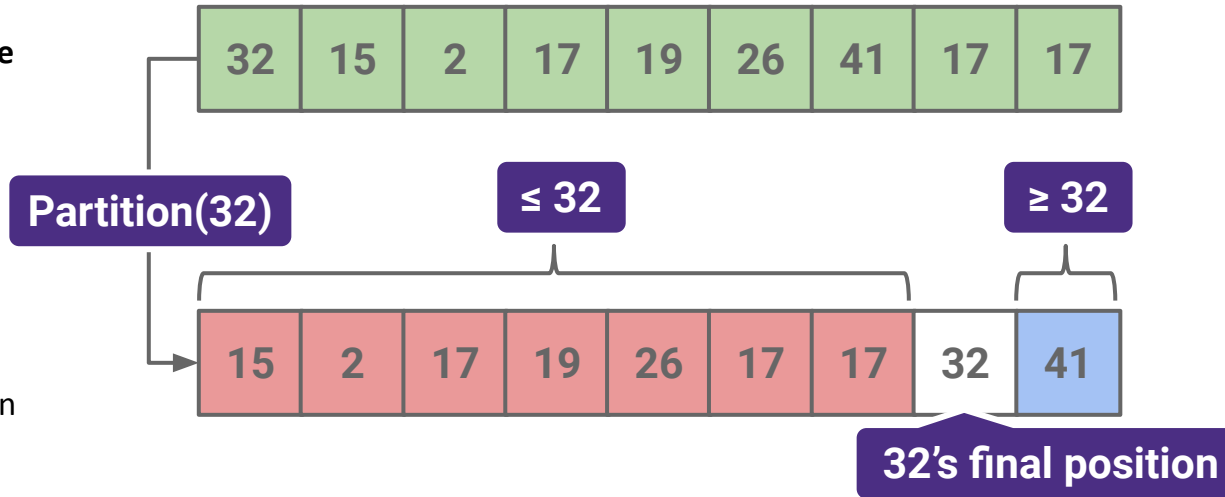 e
32 15 2 17 19 26 41 17 17
Partition(32)
≤ 32
≥ 32
15 2 17 19 26 17 17 32 41
n
32’s final position